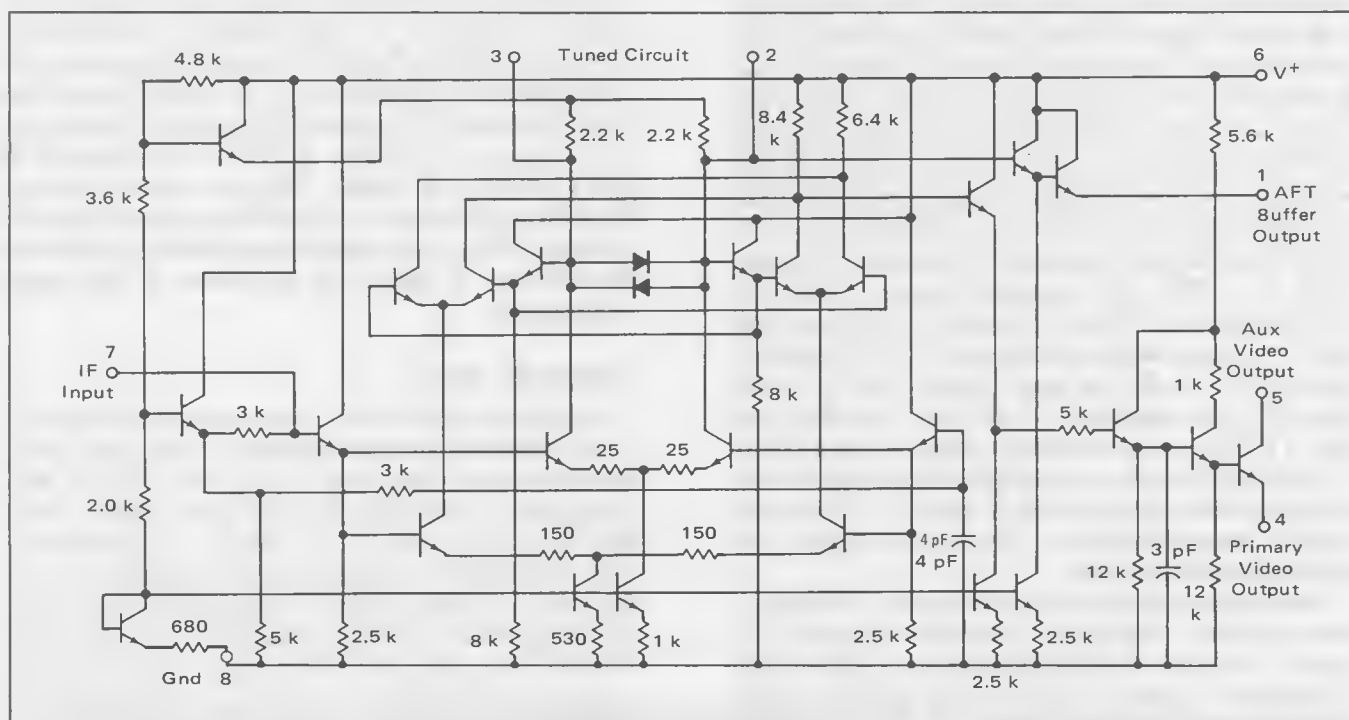 4.8 k
3
Tuned Circuit
2
6
V+
2.2 k
2.2 k
8.4
k
6.4 k
5.6 k
3.6 k
1
AFT
Buffer
Output
7
IF
Input
3 k
8 k
Aux
Video
Output
1 k
5
5 k
25
25
3 k
2.0 k
150
150
4 pF
4 pF
4
Primary
Video
Output
12 k
3 pF
12
k
680
5 k
2.5 k
8 k
530
1 k
2.5 k
2.5 k
2.5 k
Gnd
8